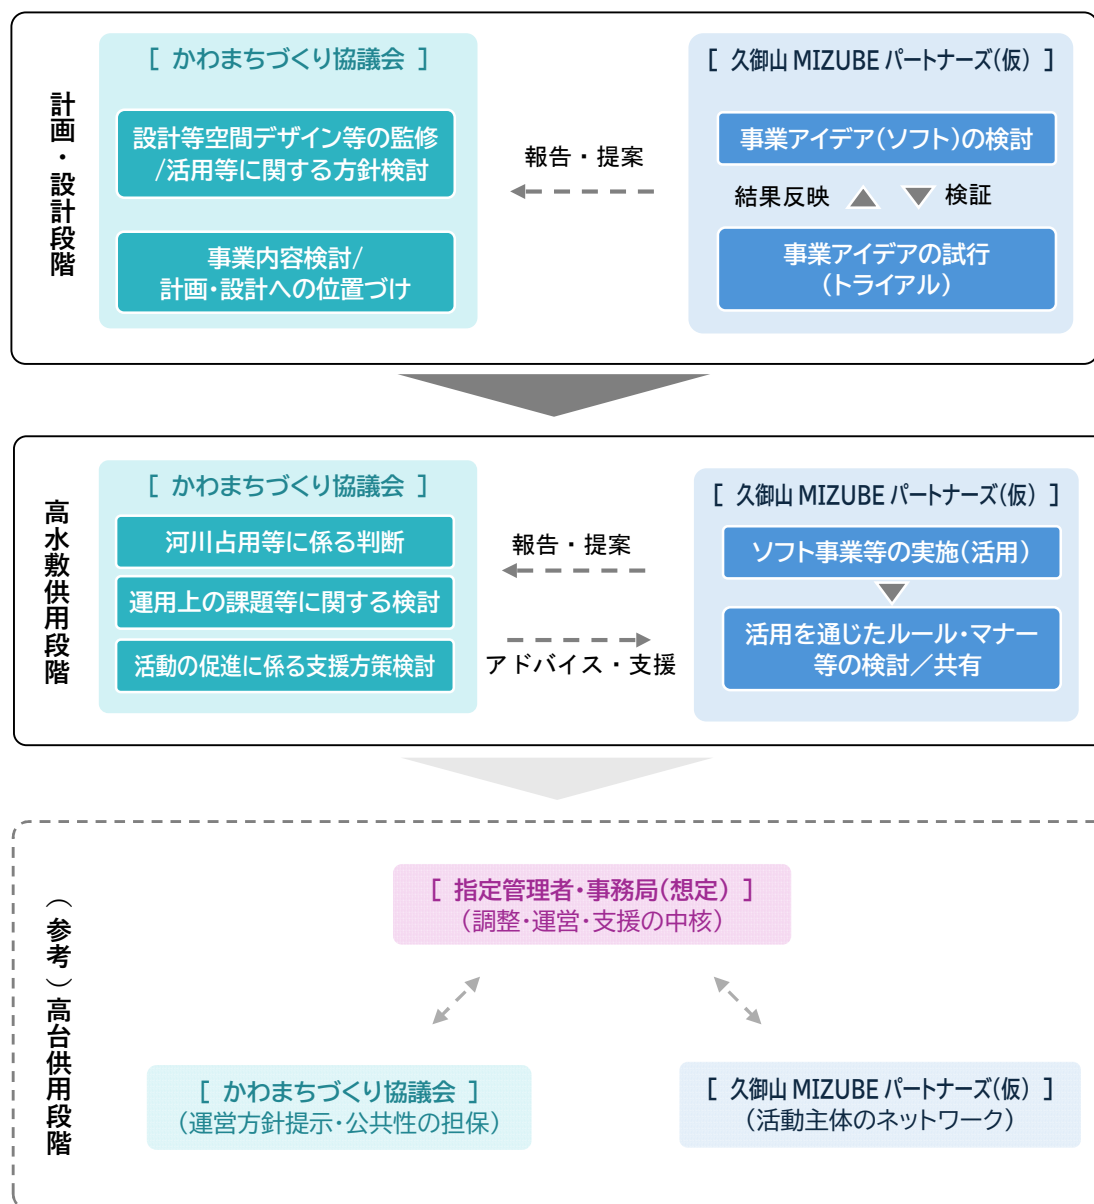 計画・設計段階
[ かわまちづくり協議会 ]
設計等空間デザイン等の監修
/活用等に関する方針検討
事業内容検討/
計画・設計への位置づけ
報告・提案
[ 久御山 MIZUBE パートナーズ(仮) ]
事業アイデア(ソフト)の検討
結果反映
検証
事業アイデアの試行
(トライアル)
高水敷供用段階
[ かわまちづくり協議会 ]
河川占用等に係る判断
運用上の課題等に関する検討
活動の促進に係る支援方策検討
報告・提案
アドバイス・支援
[ 久御山 MIZUBE パートナーズ(仮) ]
ソフト事業等の実施(活用)
活用を通じたルール・マナー
等の検討／共有
（参考）高台供用段階
[ 指定管理者・事務局(想定) ]
(調整・運営・支援の中核)
[ かわまちづくり協議会 ]
(運営方針提示・公共性の担保)
[ 久御山 MIZUBE パートナーズ(仮) ]
(活動主体のネットワーク)